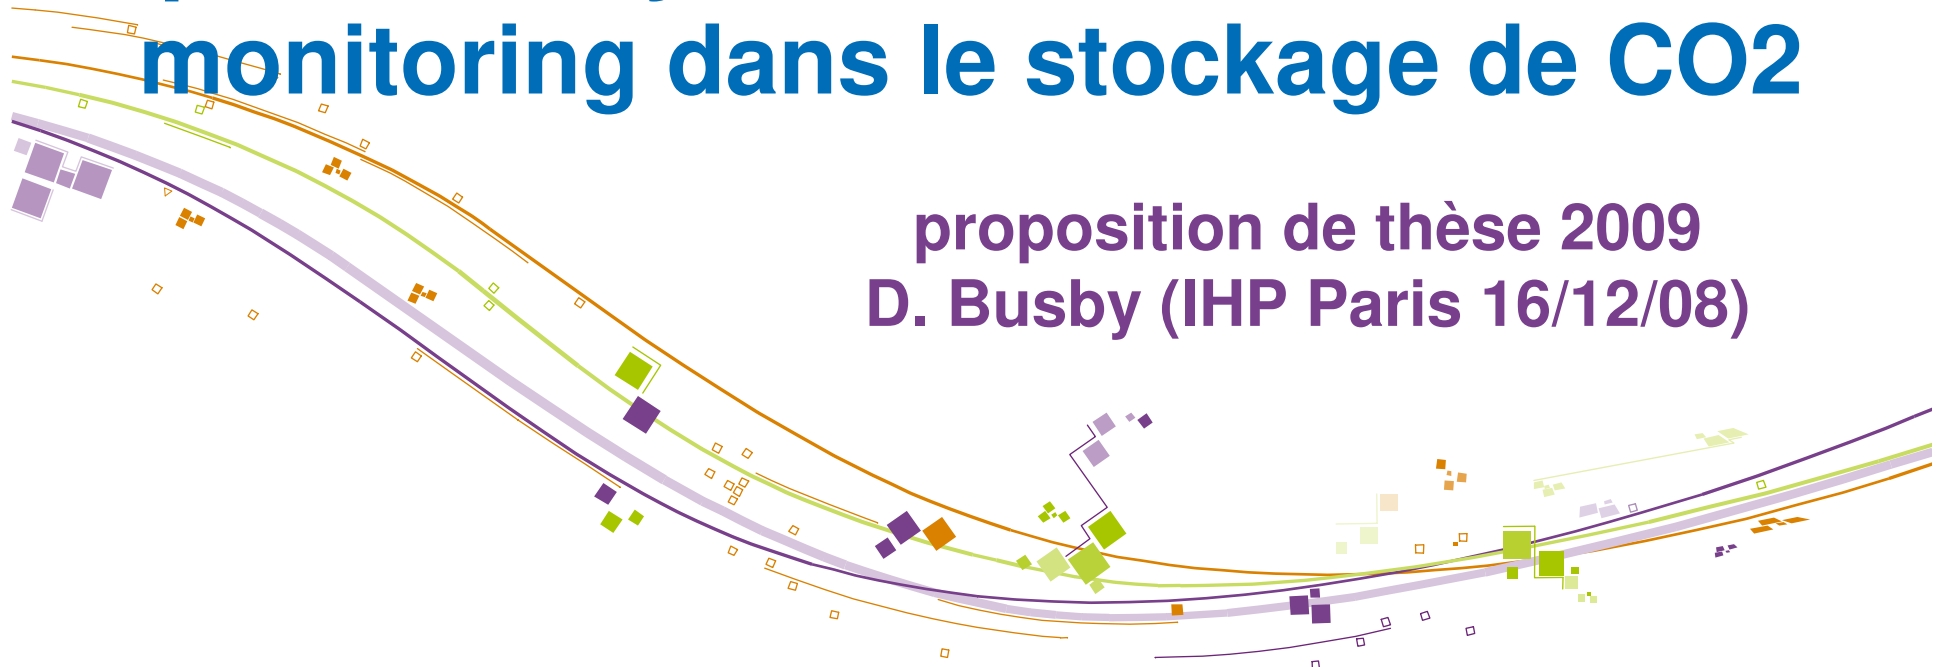 monitoring dans le stockage de CO2
proposition de thèse 2009
D. Busby (IHP Paris 16/12/08)